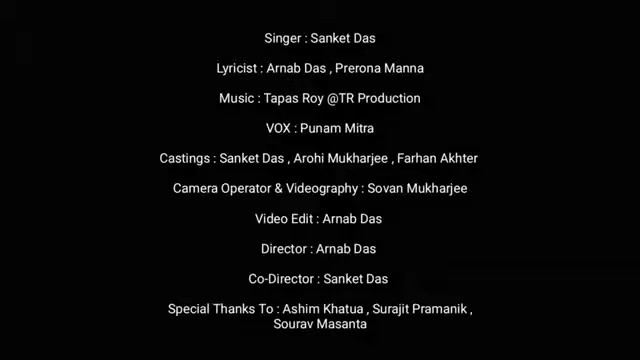 Singer : Sanket Das
Lyricist : Arnab Das , Prerona Manna
Music : Tapas Roy @TR Production
VOX : Punam Mitra
Castings : Sanket Das , Arohi Mukharjee , Farhan Akhter
Camera Operator & Videography : Sovan Mukharjee
Video Edit : Arnab Das
Director : Arnab Das
Co-Director : Sanket Das
Special Thanks To : Ashim Khatua , Surajit Pramanik ,
Sourav Masanta